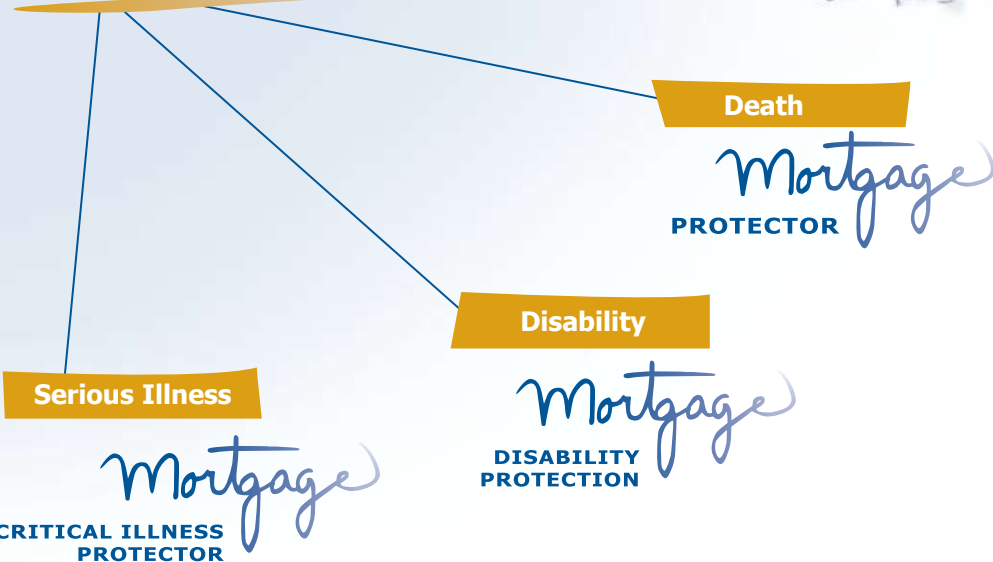 Death
Mortgage
PROTECTOR
Disability
Mortgage
DISABILITY
PROTECTION
Serious Illness
Mortgage
CRITICAL ILLNESS
PROTECTOR